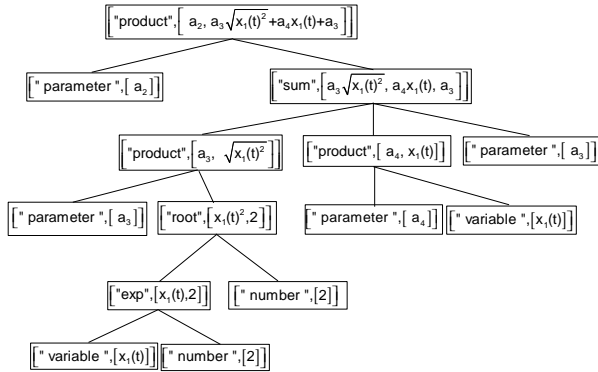 ["product",[ a₂, a₃√x₁(t)²+a₄x₁(t)+a₃]]
[" parameter ",[ a₂]]
["sum",[a₃√x₁(t)², a₄x₁(t), a₃]]
["product",[a₃, √x₁(t)²]]
["product",[ a₄, x₁(t)]]
[" parameter ",[ a₃]]
[" parameter ",[ a₃]]
["root",[x₁(t)²,2]]
[" parameter ",[ a₄]]
[" variable ",[x₁(t)]]
["exp",[x₁(t),2]]
[" number ",[2]]
[" variable ",[x₁(t)]]
[" number ",[2]]